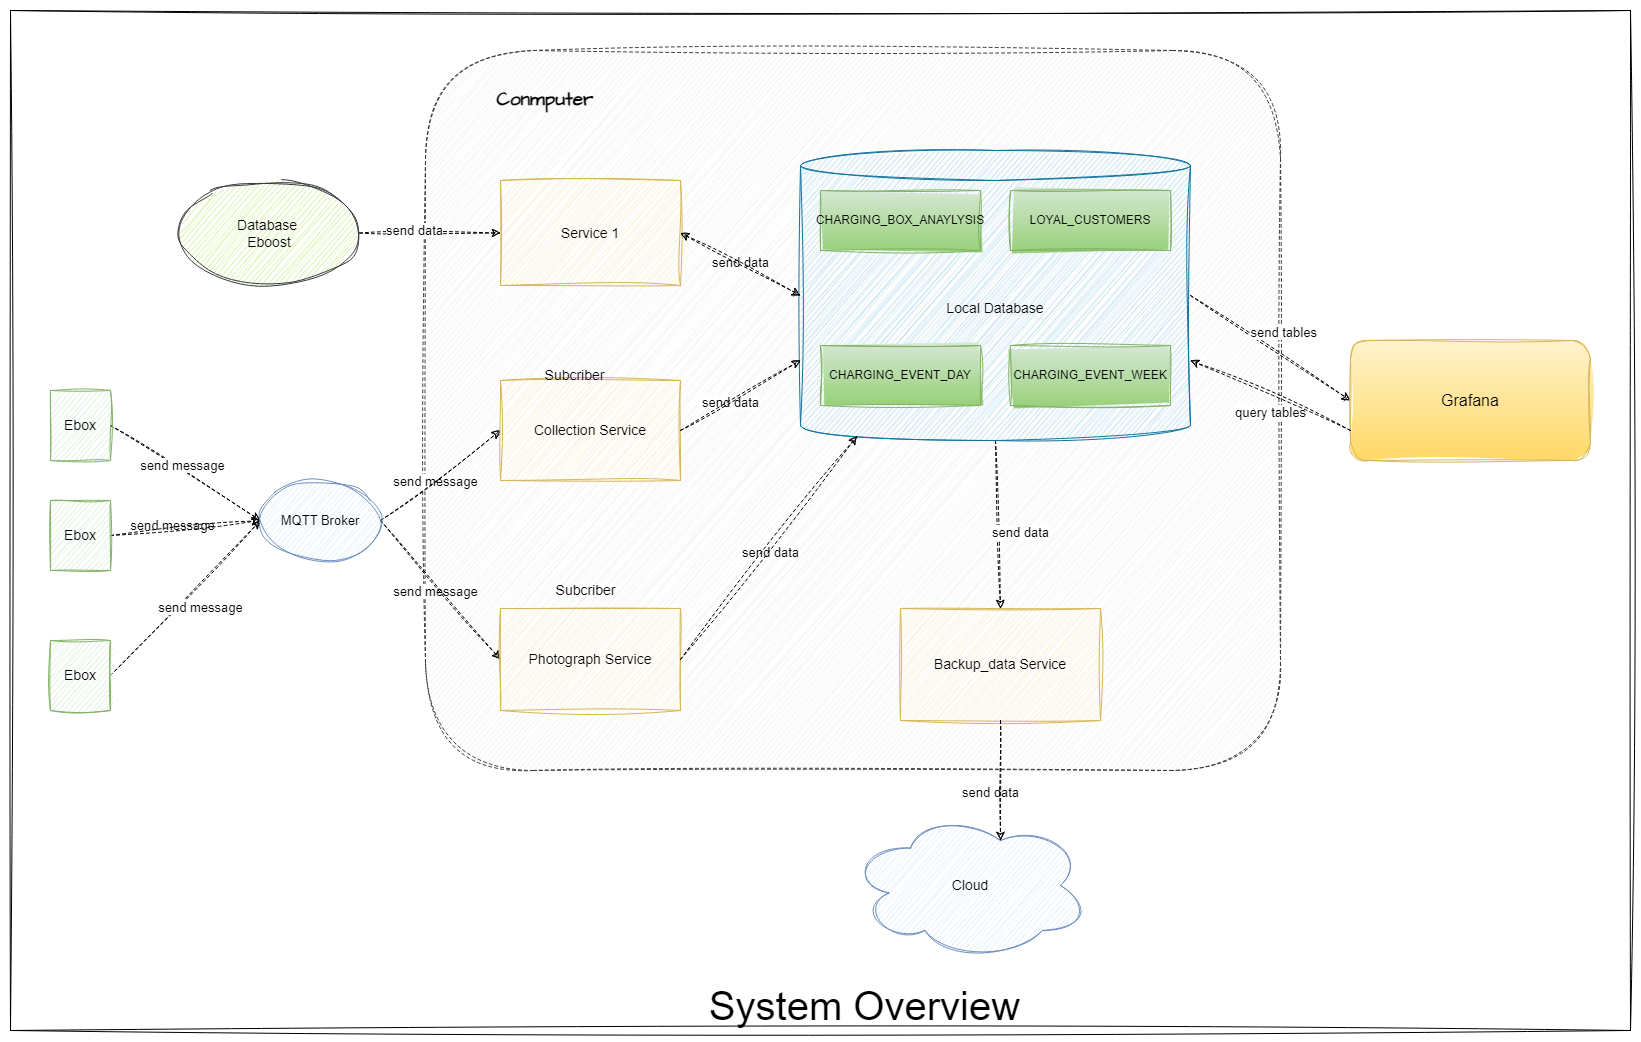 Conmputer
Database
Eboost
send data
Service 1
send data
CHARGING_BOX_ANAYLYSIS
LOYAL_CUSTOMERS
Local Database
CHARGING_EVENT_DAY
CHARGING_EVENT_WEEK
send tables
query tables
Grafana
Subcriber
Collection Service
send data
Ebox
send message
Ebox
send message
Ebox
send message
MQTT Broker
send message
send message
Subcriber
Photograph Service
send data
send data
Backup_data Service
send data
Cloud
System Overview